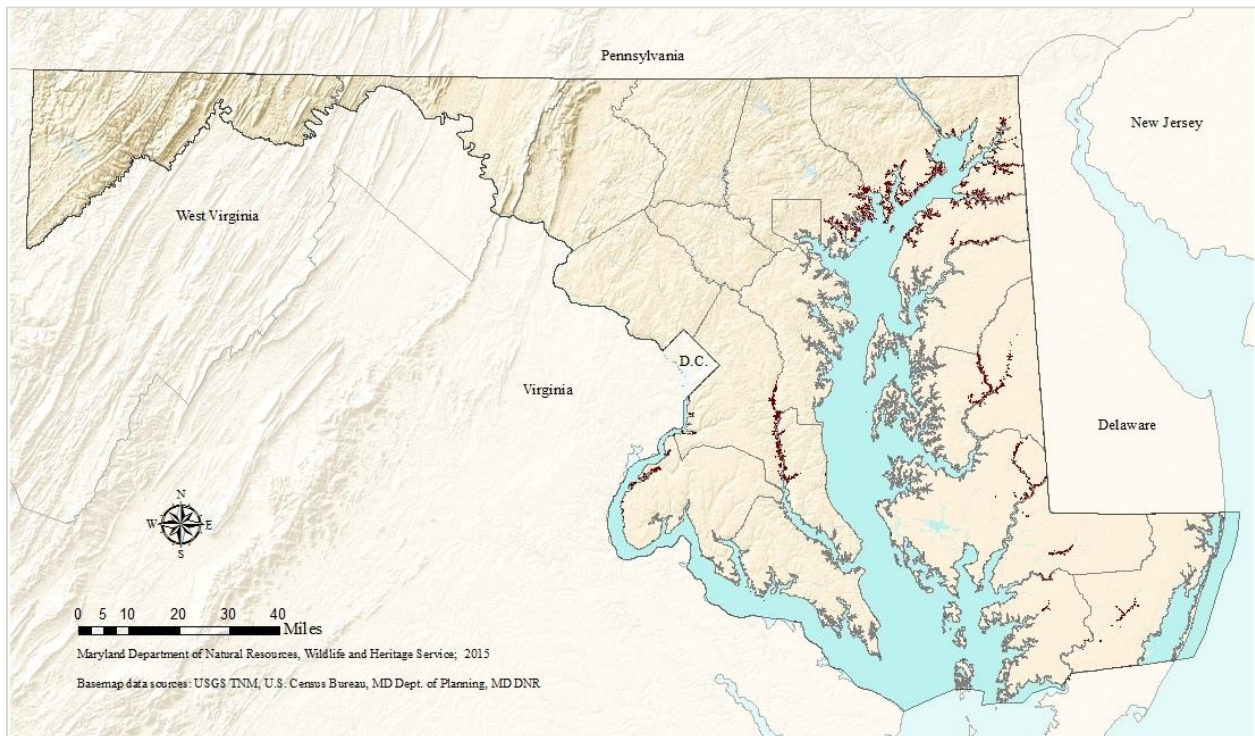 Pennsylvania
New Jersey
West Virginia
D.C.
Virginia
Delaware
N
W E
S
0 5 10 20 30 40
Miles
Maryland Department of Natural Resources, Wildlife and Heritage Service; 2015
Basemap data sources: USGS TNM, U.S. Census Bureau, MD Dept. of Planning, MD DNR